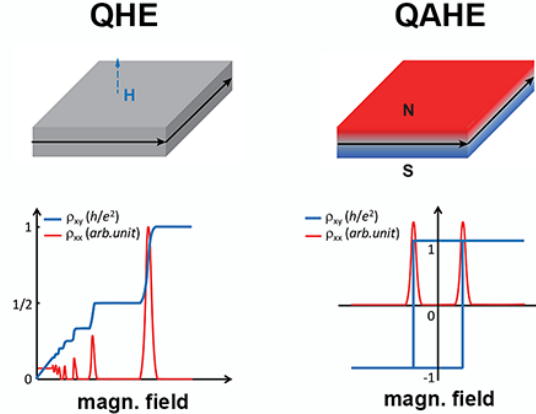 QHE
QAHE
H
N
S
ρxy (h/e²)
ρxx (arb.unit)
1
1/2
0
magn. field
ρxy (h/e²)
ρxx (arb.unit)
1
0
-1
magn. field